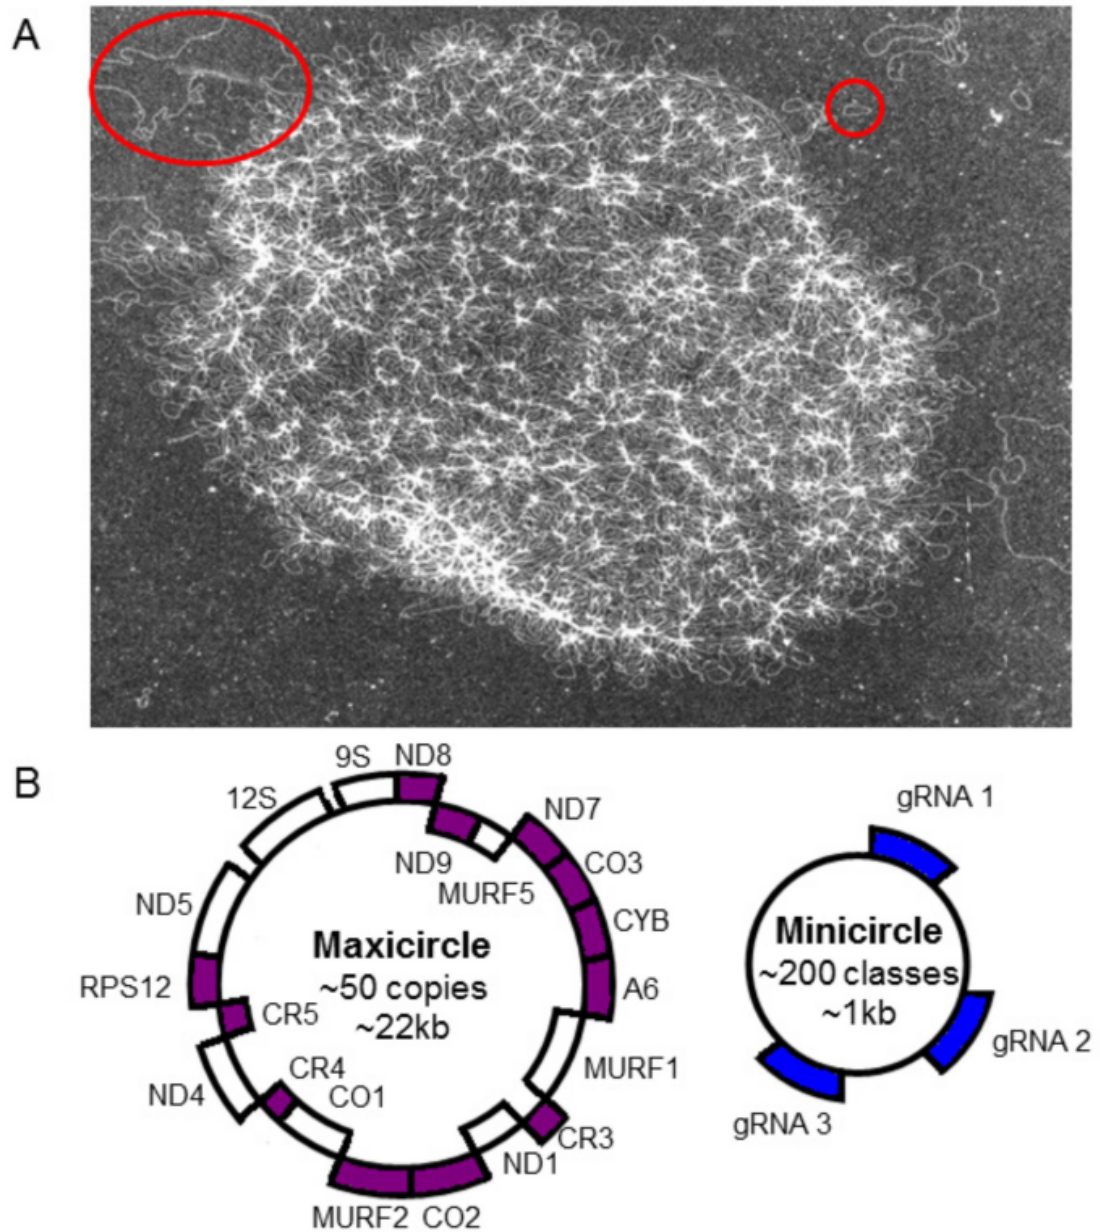 A
B
9S
ND8
12S
ND7
ND9
CO3
MURF5
ND5
CYB
Maxicircle
~50 copies
~22kb
RPS12
A6
CR5
MURF1
CR4
CO1
ND4
CR3
ND1
MURF2
CO2
gRNA 1
Minicircle
~200 classes
~1kb
gRNA 2
gRNA 3